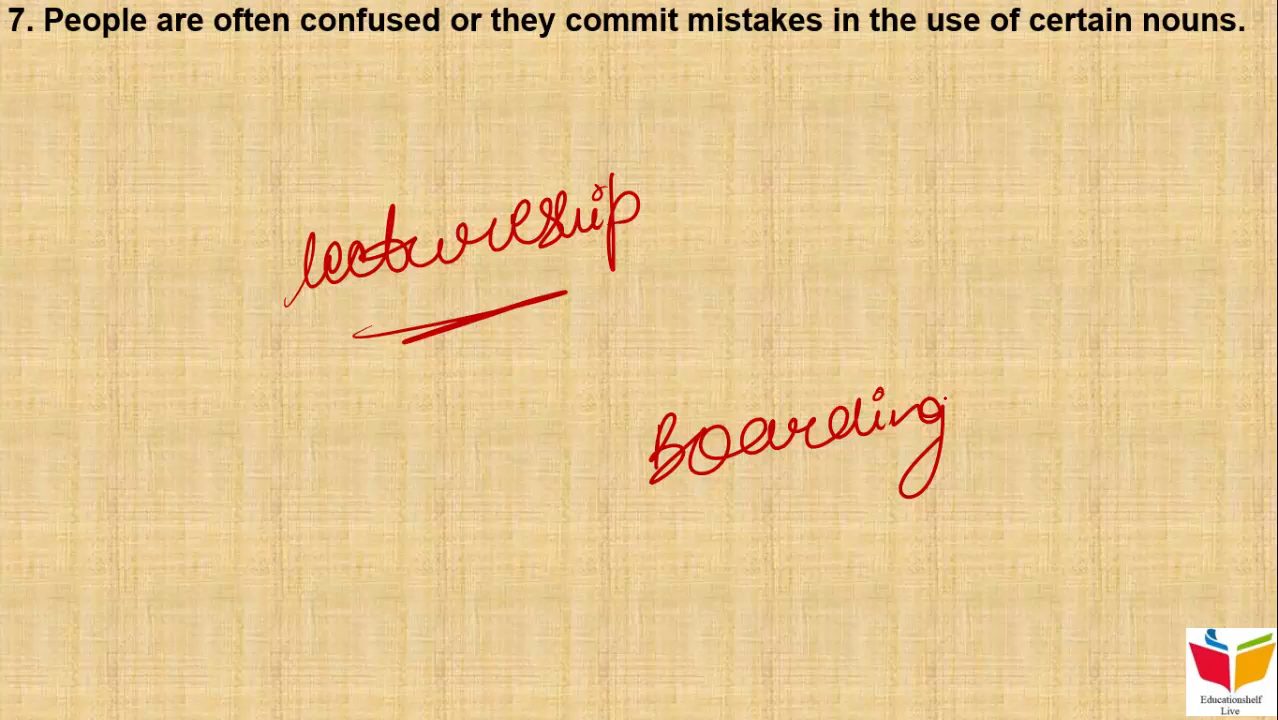 7. People are often confused or they commit mistakes in the use of certain nouns.
lectureship
Boarding
Educationshelf
Live